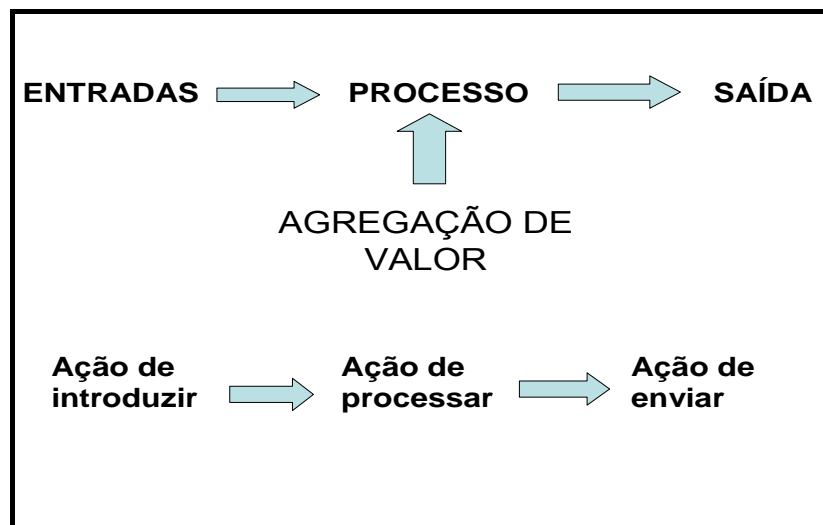 ENTRADAS PROCESSO SAÍDA
AGREGAÇÃO DE
VALOR
Ação de Ação de Ação de
introduzir processar enviar